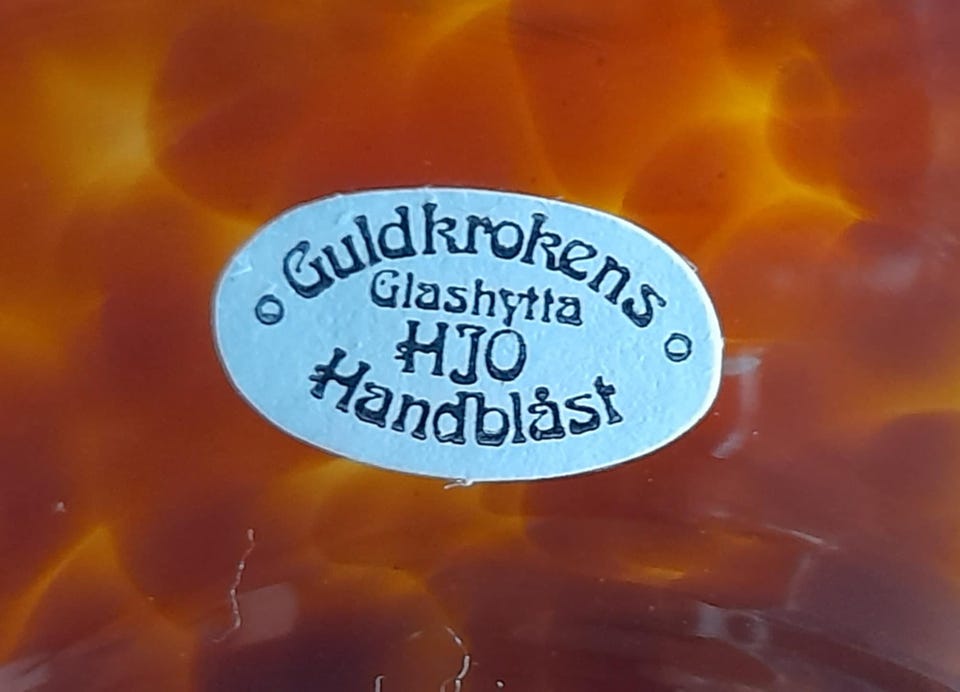 Guldkrokens
Glashytta
HJO
Handblåst